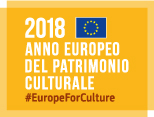 2018
ANNO EUROPEO
DEL PATRIMONIO
CULTURALE
#EuropeForCulture